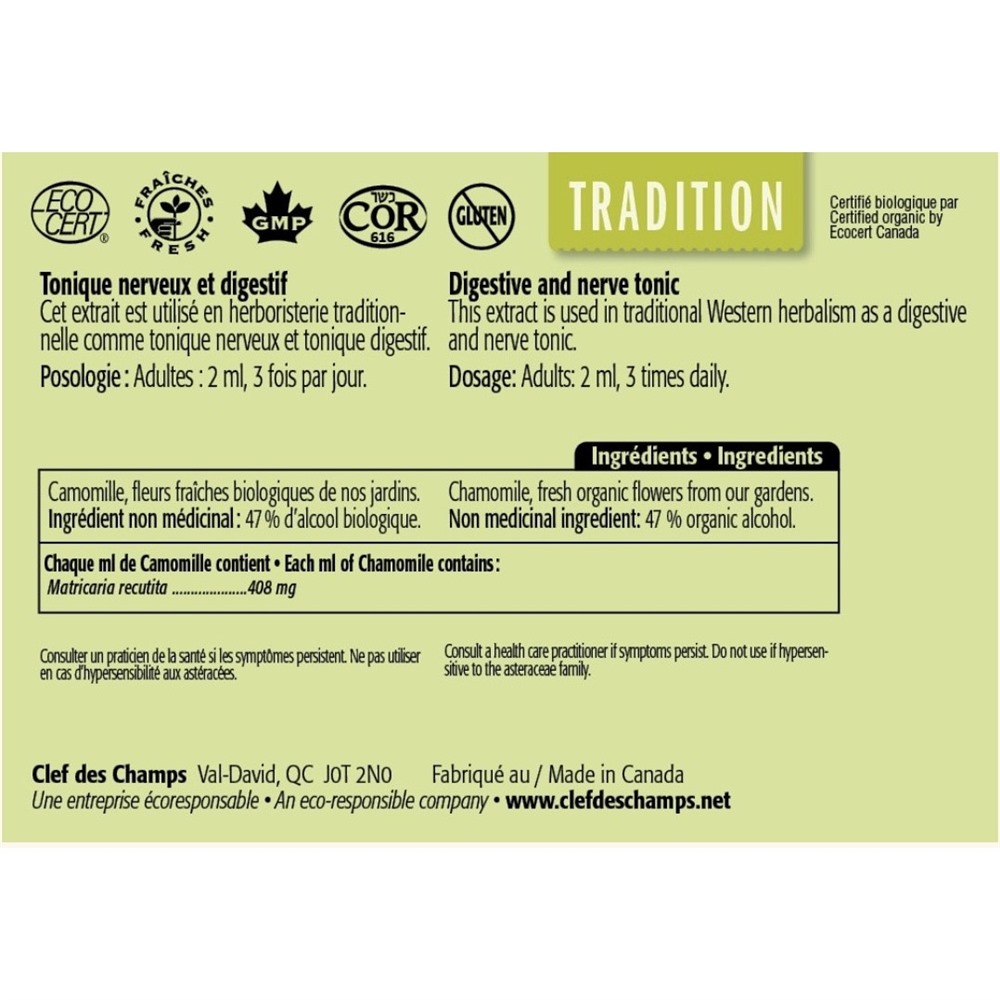 ECO
CERT
®
FRAÎCHES
FRESH
GMP
כשר
COR
616
GLUTEN
TRADITION
Certifié biologique par
Certified organic by
Ecocert Canada
Tonique nerveux et digestif
Cet extrait est utilisé en herboristerie tradition-
nelle comme tonique nerveux et tonique digestif.
Posologie : Adultes : 2 ml, 3 fois par jour.
Digestive and nerve tonic
This extract is used in traditional Western herbalism as a digestive
and nerve tonic.
Dosage: Adults: 2 ml, 3 times daily.
Ingrédients • Ingredients
Camomille, fleurs fraîches biologiques de nos jardins.
Ingrédient non médicinal : 47 % d'alcool biologique.
Chamomile, fresh organic flowers from our gardens.
Non medicinal ingredient: 47 % organic alcohol.
Chaque ml de Camomille contient • Each ml of Chamomile contains :
Matricaria recutita ....................408 mg
Consulter un praticien de la santé si les symptômes persistent. Ne pas utiliser
en cas d'hypersensibilité aux astéracées.
Consult a health care practitioner if symptoms persist. Do not use if hypersen-
sitive to the asteraceae family.
Clef des Champs Val-David, QC J0T 2N0 Fabriqué au / Made in Canada
Une entreprise écoresponsable • An eco-responsible company • www.clefdeschamps.net